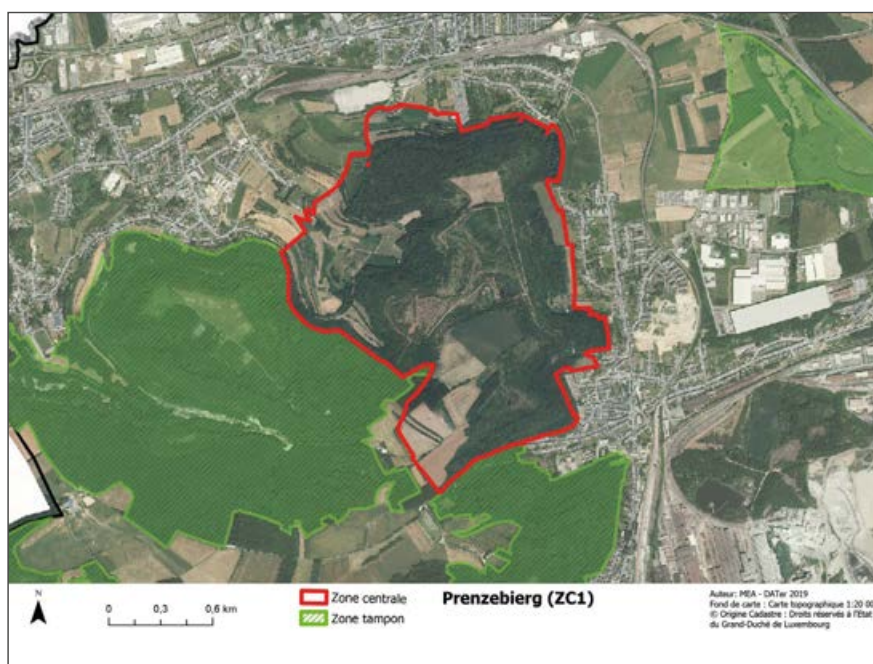 N
0 0,3 0,6 km
Zone centrale
Zone tampon
Prenzebierg (ZC1)
Auteur: MEA - DATer 2019
Fond de carte : Carte topographique 1:20 00
© Origine Cadastre : Droits réservés à l'Etat
du Grand-Duché de Luxembourg